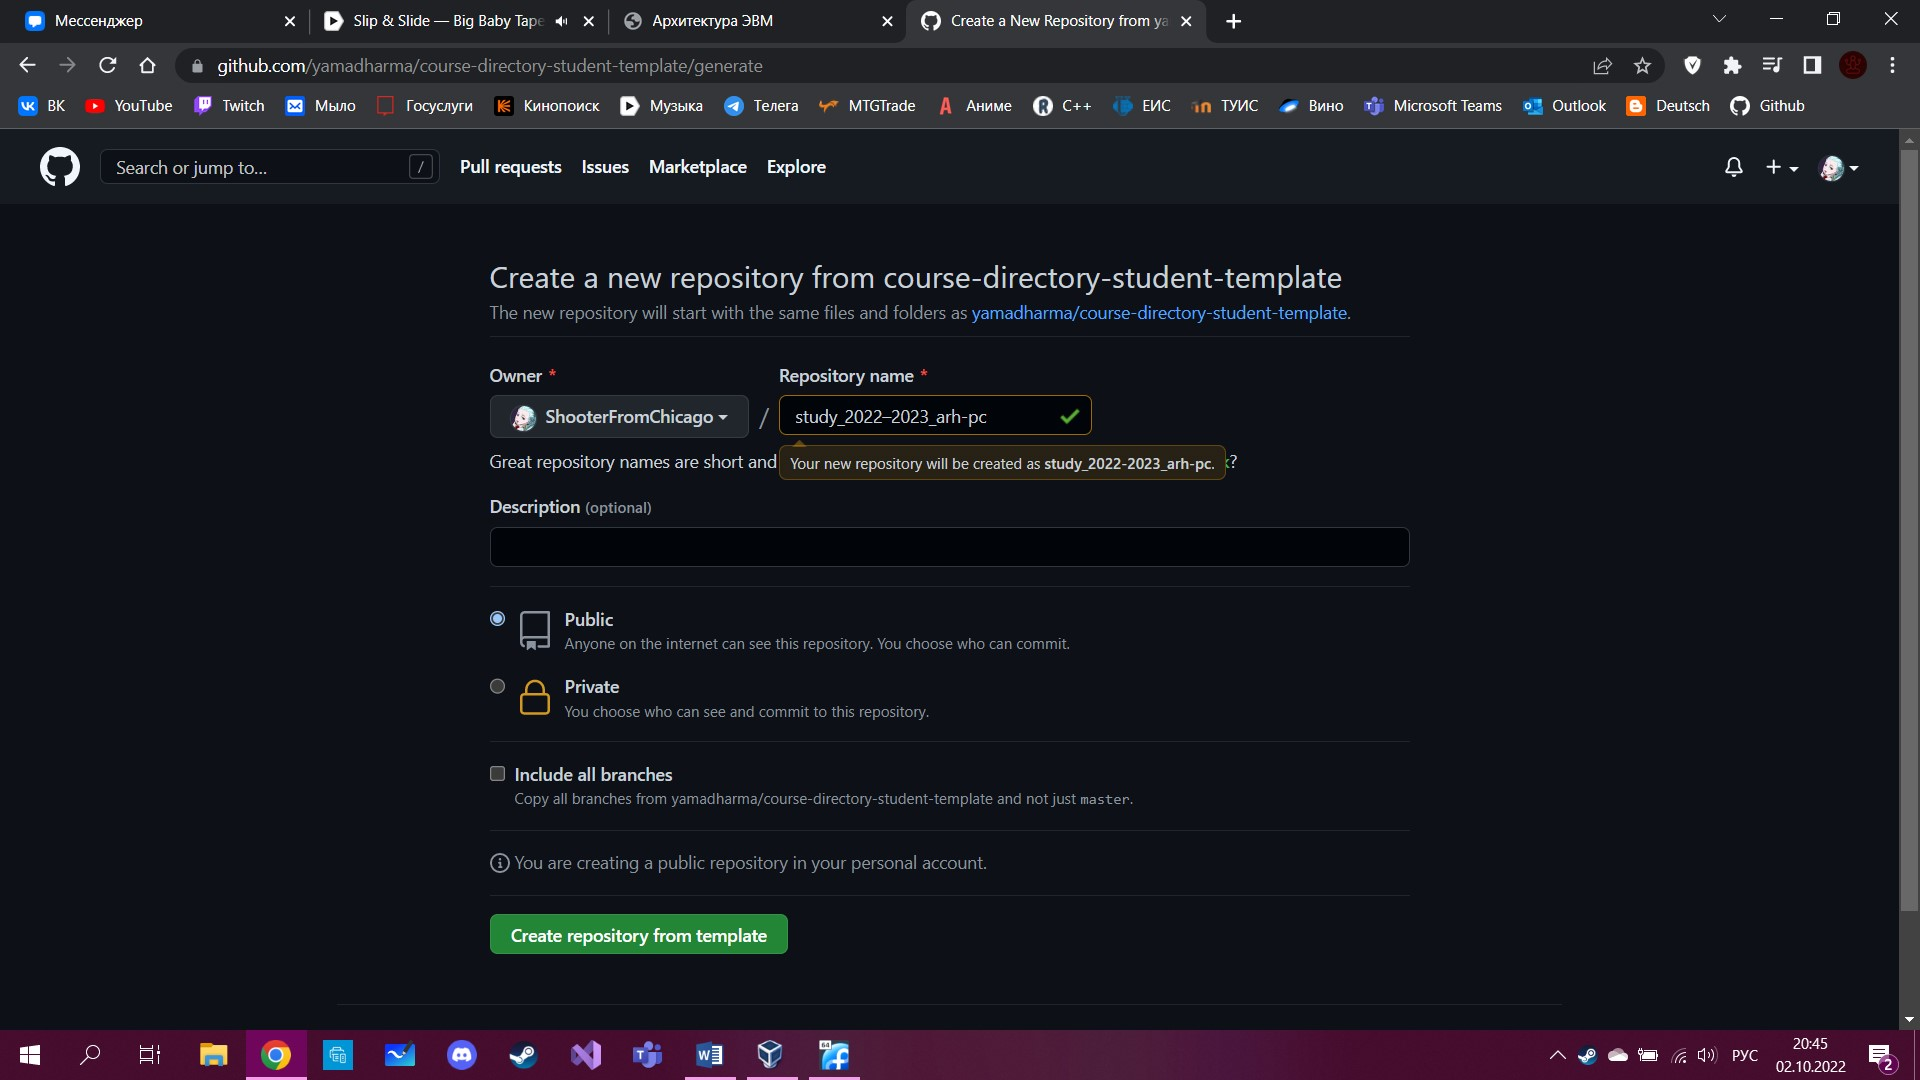 Мессенджер
Slip & Slide — Big Baby Tape
Архитектура ЭВМ
Create a New Repository from ya
github.com/yamadharma/course-directory-student-template/generate
ВК
YouTube
Twitch
Мыло
Госуслуги
Кинопоиск
Музыка
Телега
MTGTrade
Аниме
C++
ЕИС
ТУИС
Вино
Microsoft Teams
Outlook
Deutsch
Github
Search or jump to...
/
Pull requests
Issues
Marketplace
Explore
Create a new repository from course-directory-student-template
The new repository will start with the same files and folders as yamadharma/course-directory-student-template.
Owner *
Repository name *
ShooterFromChicago
/
study_2022–2023_arh-pc
Great repository names are short and
Your new repository will be created as study_2022-2023_arh-pc.
?
Description (optional)
Public
Anyone on the internet can see this repository. You choose who can commit.
Private
You choose who can see and commit to this repository.
Include all branches
Copy all branches from yamadharma/course-directory-student-template and not just master.
You are creating a public repository in your personal account.
Create repository from template
64
РУС
20:45
02.10.2022
2